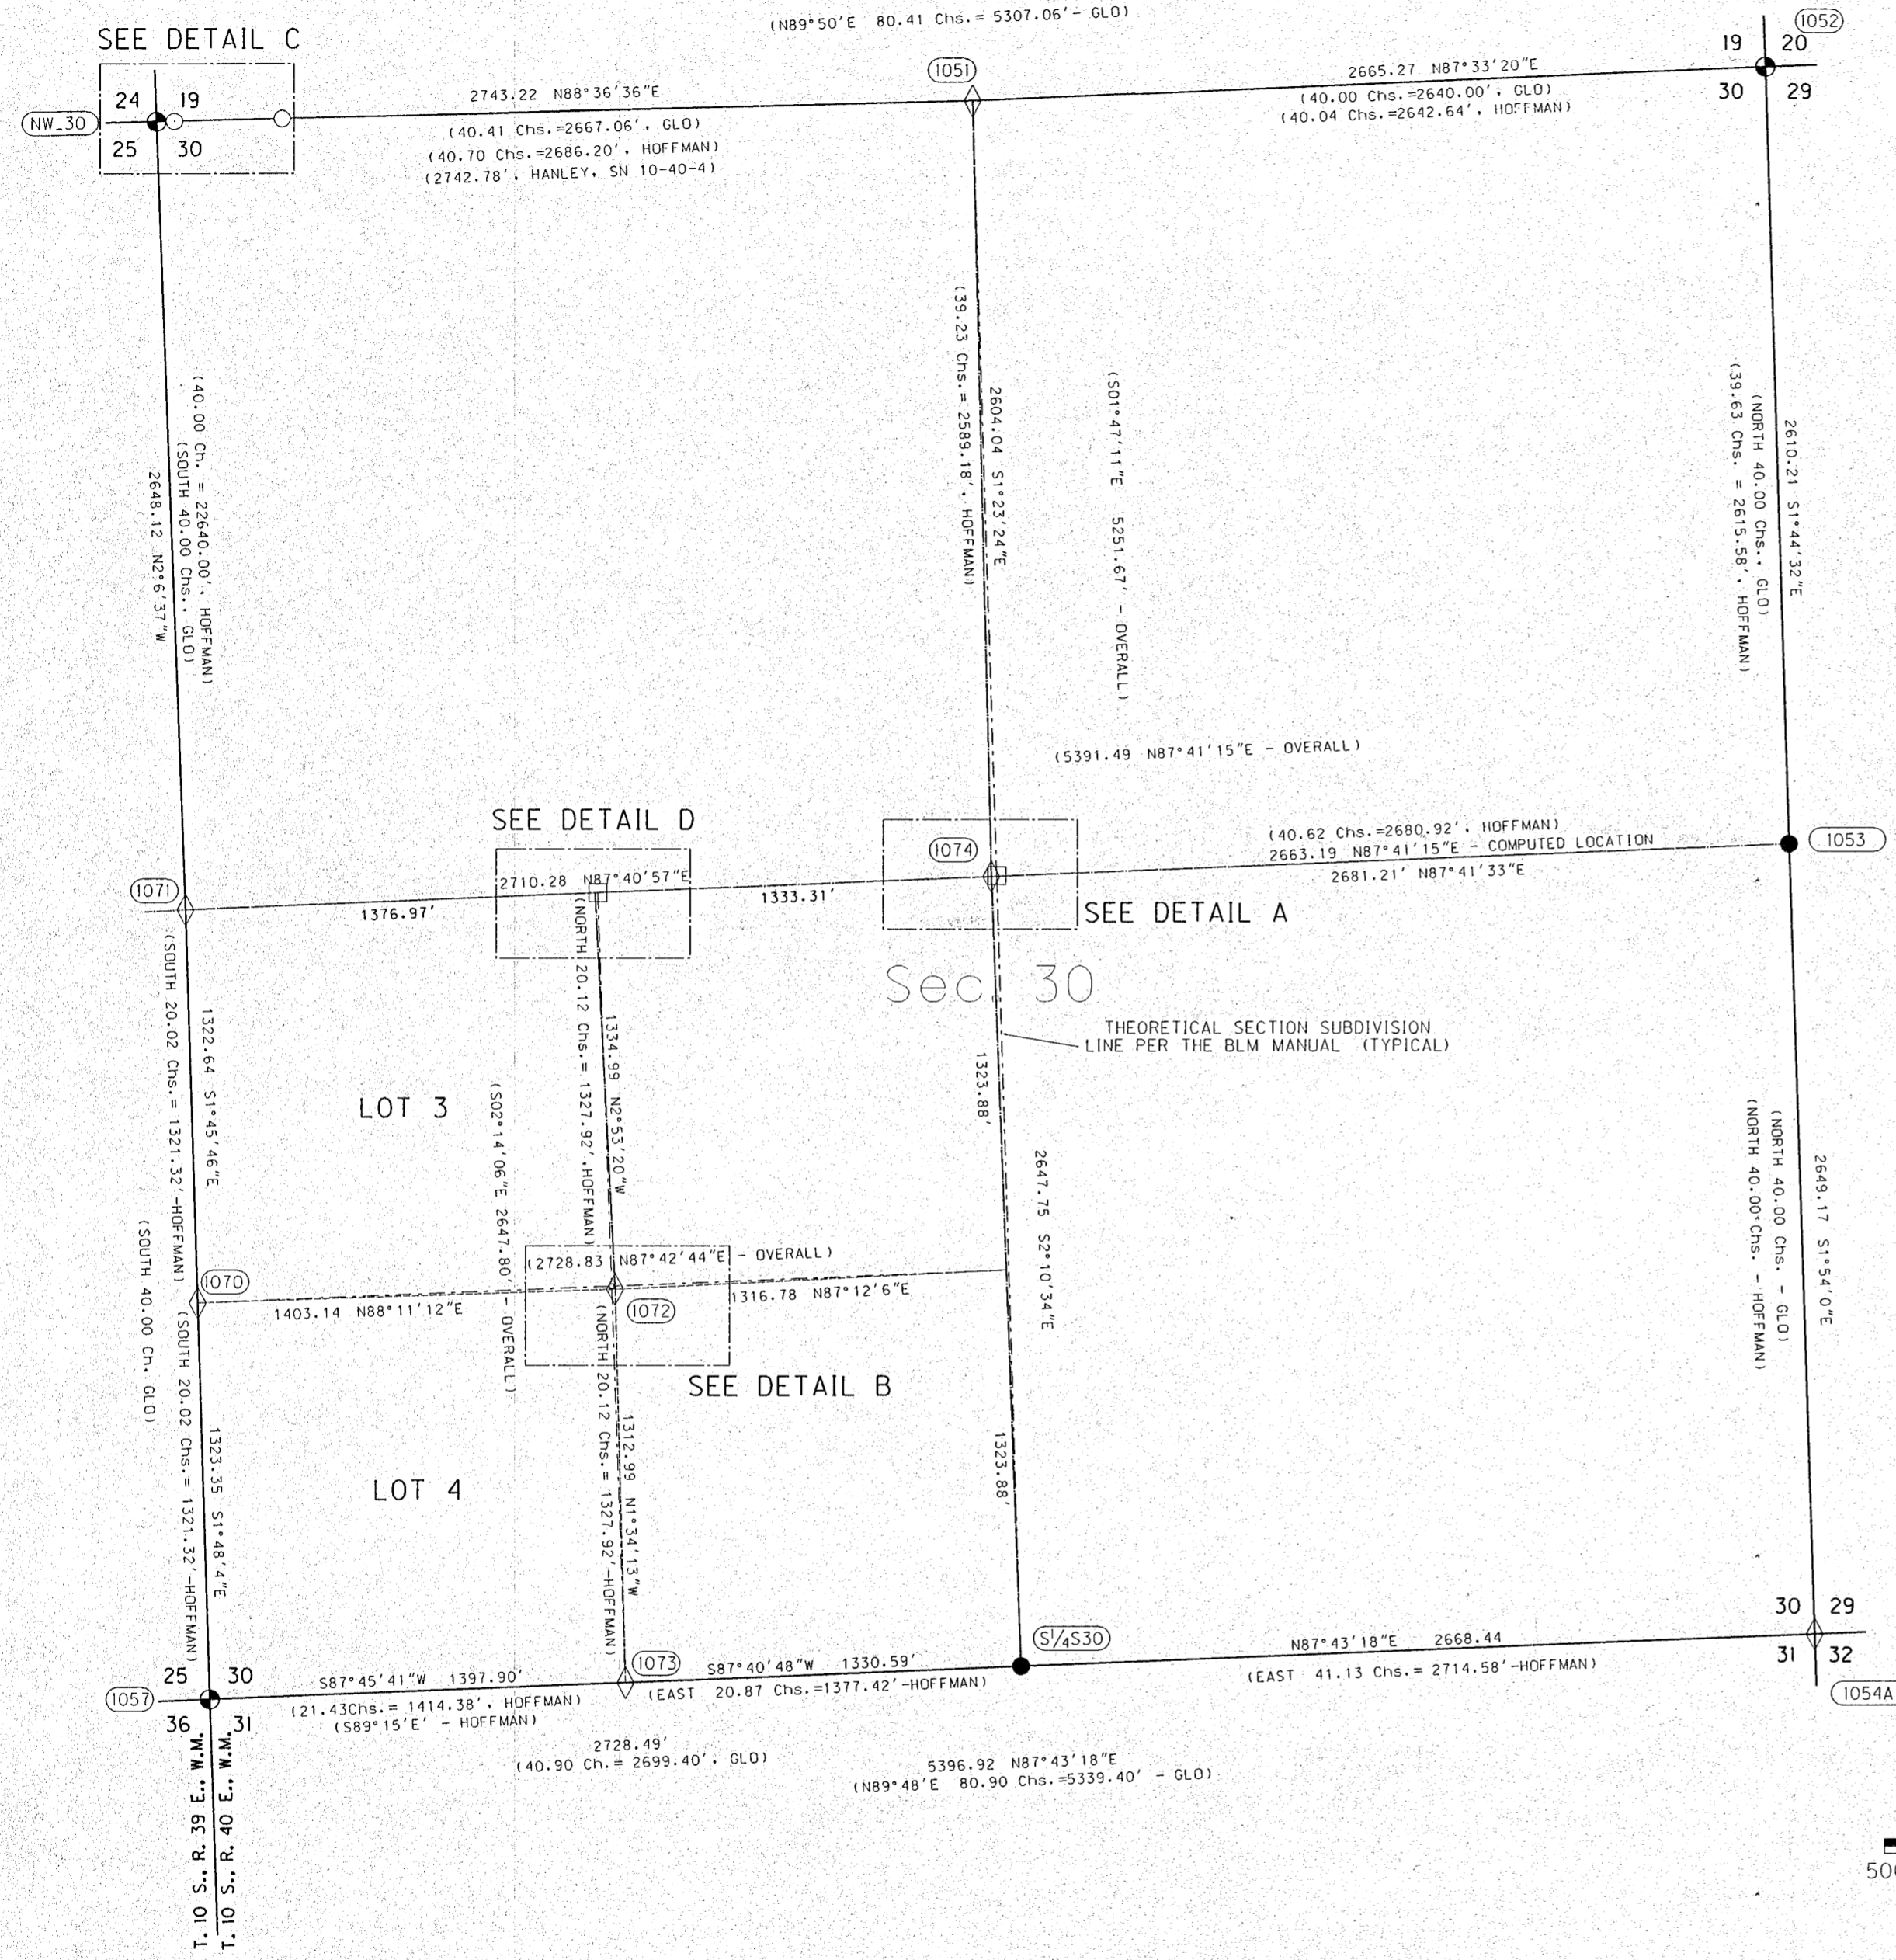 (N89°50'E 80.41 Chs.= 5307.06'- GLO)
SEE DETAIL C
1052
19 20
30 29
1051
2665.27 N87°33'20"E
(40.00 Chs.=2640.00', GLO)
(40.04 Chs.=2642.64', HOFFMAN)
24 19
25 30
NW_30
2743.22 N88°36'36"E
(40.41 Chs.=2667.06', GLO)
(40.70 Chs.=2686.20', HOFFMAN)
(2742.78', HANLEY, SN 10-40-4)
(40.00 Ch. = 22640.00', HOFFMAN)
(SOUTH 40.00 Chs., GLO)
2648.12 N2°6'37"W
(39.23 Chs.= 2589.18', HOFFMAN)
2604.04 S1°23'24"E
(S01°47'11"E 5251.67' - OVERALL)
(39.63 Chs. = 2615.58', HOFFMAN)
(NORTH 40.00 Chs., GLO)
2610.21 S1°44'32"E
(5391.49 N87°41'15"E - OVERALL)
SEE DETAIL D
1074
(40.62 Chs.=2680.92', HOFFMAN)
2663.19 N87°41'15"E - COMPUTED LOCATION
2681.21' N87°41'33"E
1053
1071
2710.28 N87°40'57"E
1376.97'
1333.31'
SEE DETAIL A
Sec. 30
THEORETICAL SECTION SUBDIVISION
LINE PER THE BLM MANUAL (TYPICAL)
(SOUTH 20.02 Chs.= 1321.32'-HOFFMAN)
1322.64 S1°45'46"E
LOT 3
(S02°14'06"E 2647.80' - OVERALL)
(NORTH 20.12 Chs.= 1327.92',HOFFMAN)
1334.99 N2°53'20"W
1323.88'
2647.75 S2°10'34"E
(NORTH 40.00 Chs. - HOFFMAN)
(NORTH 40.00 Chs. - GLO)
2649.17 S1°54'0"E
(SOUTH 40.00 Ch. GLO)
1070
(2728.83 N87°42'44"E - OVERALL)
1403.14 N88°11'12"E
1072
1316.78 N87°12'6"E
SEE DETAIL B
(SOUTH 20.02 Chs.= 1321.32'-HOFFMAN)
1323.35 S1°48'4"E
LOT 4
(NORTH 20.12 Chs.= 1327.92'-HOFFMAN)
1312.99 N1°34'13"W
1323.88'
30 29
31 32
1054A
S1/4S30
N87°43'18"E 2668.44
(EAST 41.13 Chs.= 2714.58'-HOFFMAN)
1073
S87°40'48"W 1330.59'
(EAST 20.87 Chs.=1377.42'-HOFFMAN)
25 30
36 31
1057
S87°45'41"W 1397.90'
(21.43Chs.= 1414.38', HOFFMAN)
(S89°15'E' - HOFFMAN)
2728.49'
(40.90 Ch.= 2699.40', GLO)
5396.92 N87°43'18"E
(N89°48'E 80.90 Chs.=5339.40' - GLO)
T. 10 S., R. 39 E., W.M.
T. 10 S., R. 40 E., W.M.